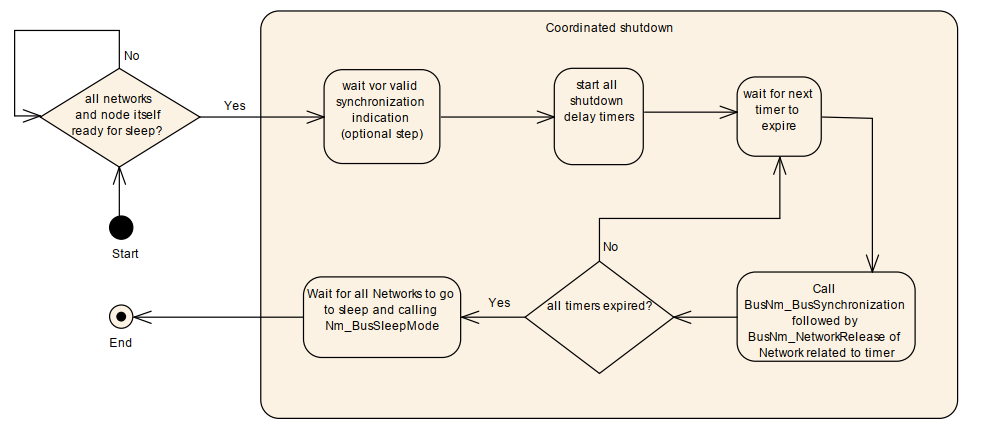 Coordinated shutdown
No
all networks
and node itself
ready for sleep?
Yes
wait vor valid
synchronization
indication
(optional step)
start all
shutdown
delay timers
wait for next
timer to
expire
Start
No
Call
BusNm_BusSynchronization
followed by
BusNm_NetworkRelease of
Network related to timer
all timers expired?
Yes
Wait for all Networks to go
to sleep and calling
Nm_BusSleepMode
End